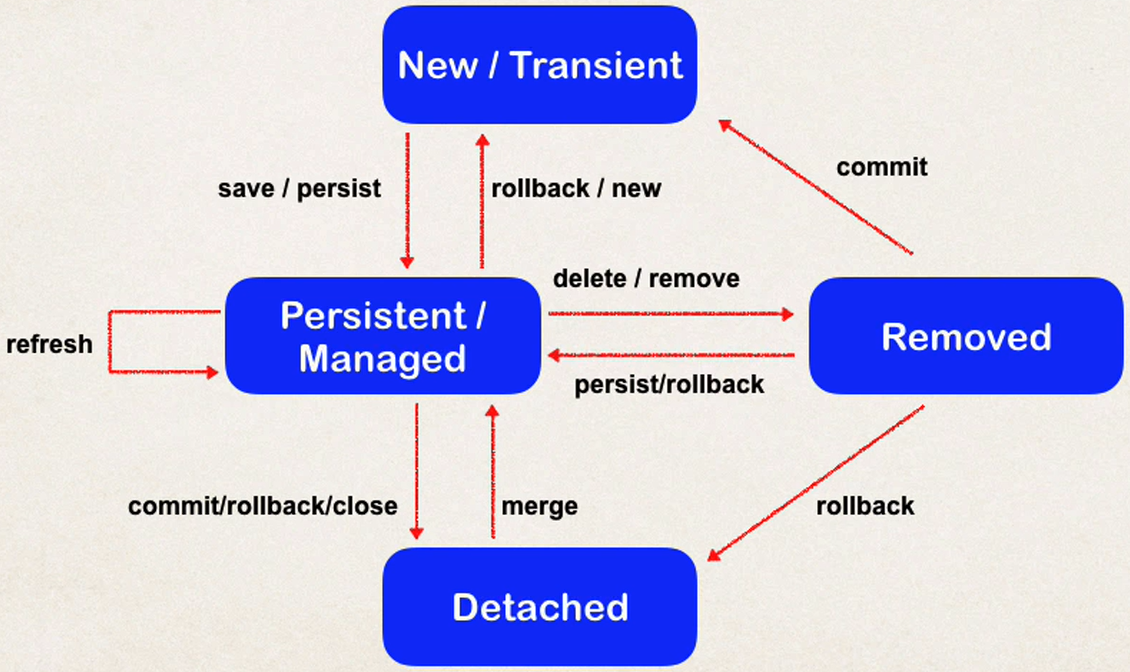 New / Transient
commit
save / persist
rollback / new
delete / remove
Persistent /
Managed
Removed
refresh
persist/rollback
commit/rollback/close
merge
rollback
Detached